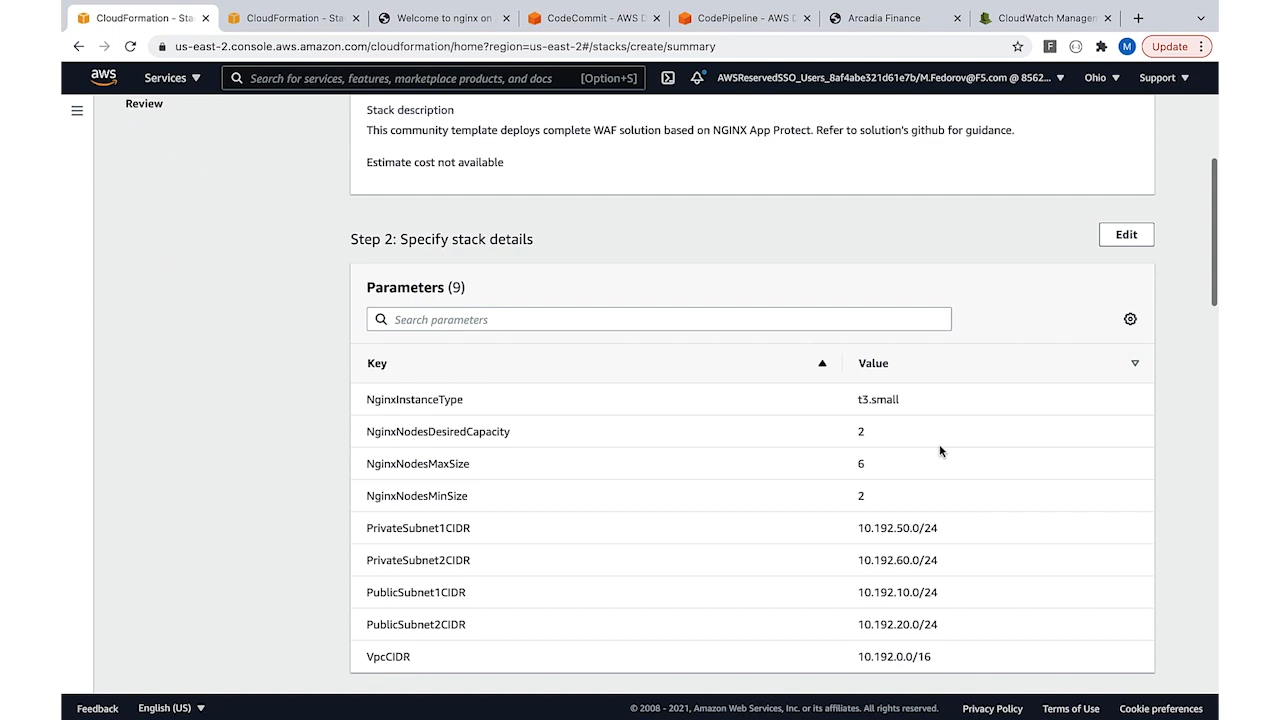 CloudFormation - Sta
CloudFormation - Sta
Welcome to nginx on
CodeCommit - AWS D
CodePipeline - AWS D
Arcadia Finance
CloudWatch Managem
us-east-2.console.aws.amazon.com/cloudformation/home?region=us-east-2#/stacks/create/summary
F
M
Update
aws
Services
Search for services, features, marketplace products, and docs
[Option+S]
AWSReservedSSO_Users_8af4abe321d61e7b/M.Fedorov@F5.com @ 8562...
Ohio
Support
Review
Stack description
This community template deploys complete WAF solution based on NGINX App Protect. Refer to solution's github for guidance.
Estimate cost not available
Step 2: Specify stack details
Edit
Parameters (9)
Search parameters
Key
Value
NginxInstanceType
t3.small
NginxNodesDesiredCapacity
2
NginxNodesMaxSize
6
NginxNodesMinSize
2
PrivateSubnet1CIDR
10.192.50.0/24
PrivateSubnet2CIDR
10.192.60.0/24
PublicSubnet1CIDR
10.192.10.0/24
PublicSubnet2CIDR
10.192.20.0/24
VpcCIDR
10.192.0.0/16
Feedback
English (US)
© 2008 - 2021, Amazon Web Services, Inc. or its affiliates. All rights reserved.
Privacy Policy
Terms of Use
Cookie preferences